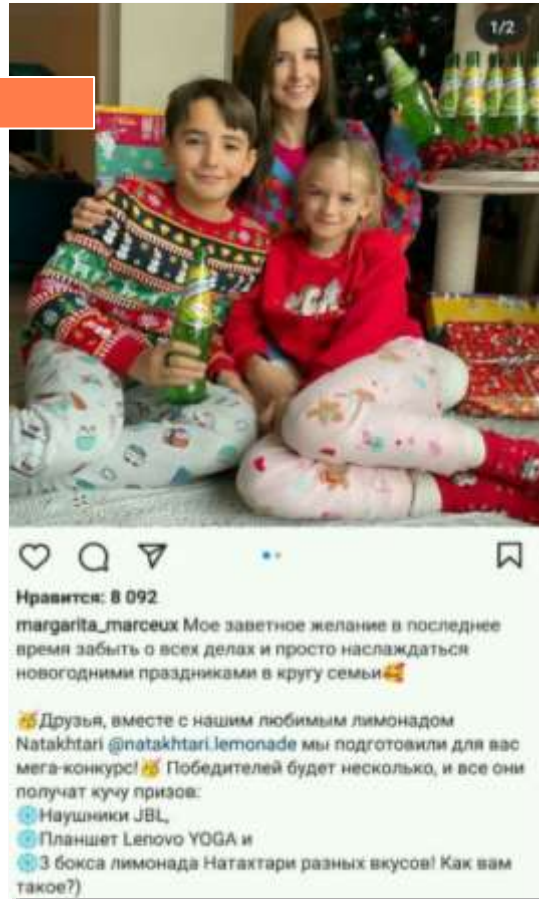 1/2
Нравится: 8 092
margarita_marceux Мое заветное желание в последнее
время забыть о всех делах и просто наслаждаться
новогодними праздниками в кругу семьи🥰
🥳Друзья, вместе с нашим любимым лимонадом
Natakhtari @natakhtari.lemonade мы подготовили для вас
мега-конкурс!🥳 Победителей будет несколько, и все они
получат кучу призов:
❄️Наушники JBL,
❄️Планшет Lenovo YOGA и
❄️3 бокса лимонада Натахтари разных вкусов! Как вам
такое?)